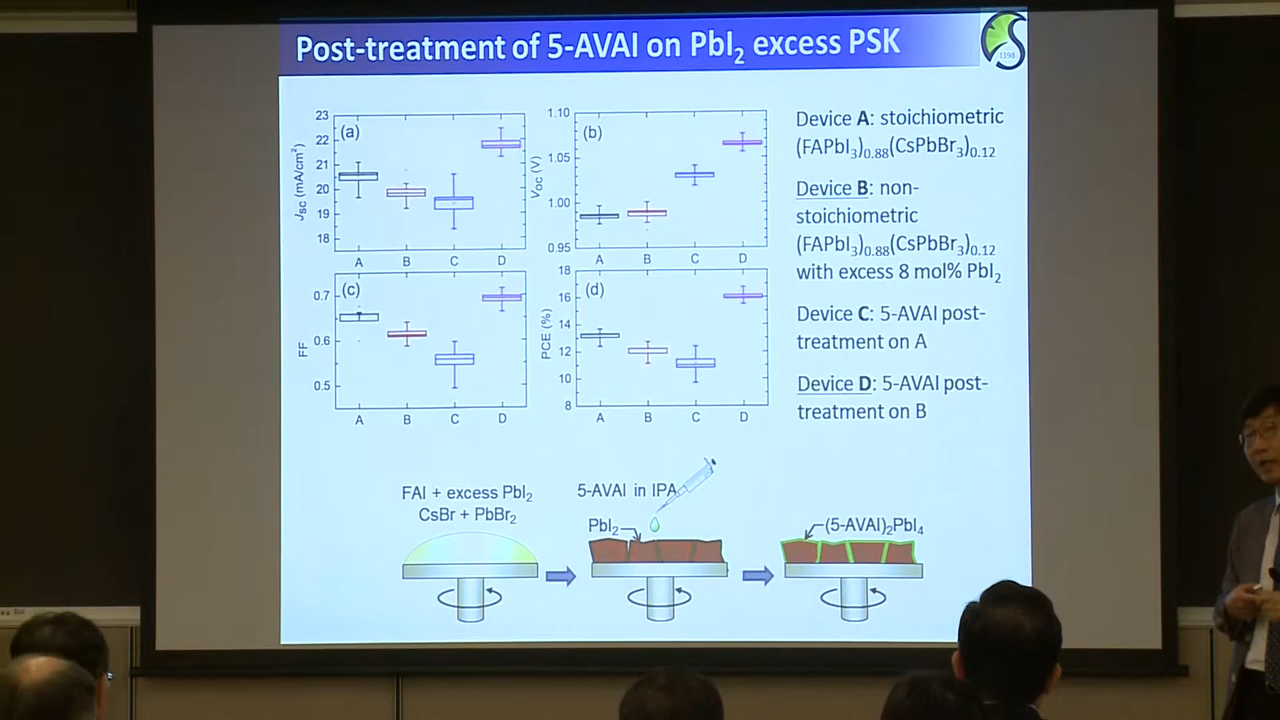 Post-treatment of 5-AVAI on PbI2 excess PSK
1398
(a)
23
22
21
20
19
18
JSC (mA/cm2)
A B C D
(b)
1.10
1.05
1.00
0.95
VOC (V)
A B C D
(c)
0.7
0.6
0.5
FF
A B C D
(d)
18
16
14
12
10
8
PCE (%)
A B C D
Device A: stoichiometric
(FAPbI3)0.88(CsPbBr3)0.12
Device B: non-
stoichiometric
(FAPbI3)0.88(CsPbBr3)0.12
with excess 8 mol% PbI2
Device C: 5-AVAI post-
treatment on A
Device D: 5-AVAI post-
treatment on B
FAI + excess PbI2
CsBr + PbBr2
5-AVAI in IPA
PbI2
(5-AVAI)2PbI4